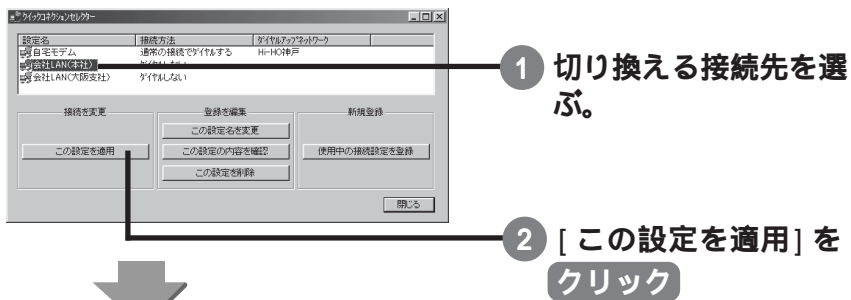 クイックコネクションセレクター
設定名 接続方法 ダイヤルアップネットワーク
自宅モデム 通常の接続でダイヤルする Hi-HO神戸
会社LAN(本社) ダイヤルしない
会社LAN(大阪支社) ダイヤルしない
接続を変更 登録を編集 新規登録
この設定名を変更
この設定を適用 この設定の内容を確認 使用中の接続設定を登録
この設定を削除
閉じる
1 切り換える接続先を選
ぶ。
2 [この設定を適用]を
クリック